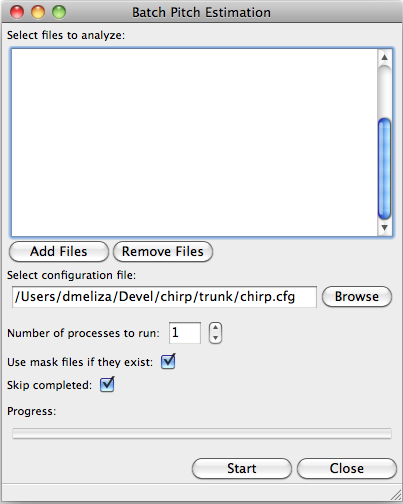 Batch Pitch Estimation
Select files to analyze:
Add Files Remove Files
Select configuration file:
/Users/dmeliza/Devel/chirp/trunk/chirp.cfg Browse
Number of processes to run: 1
Use mask files if they exist:
Skip completed:
Progress:
Start Close